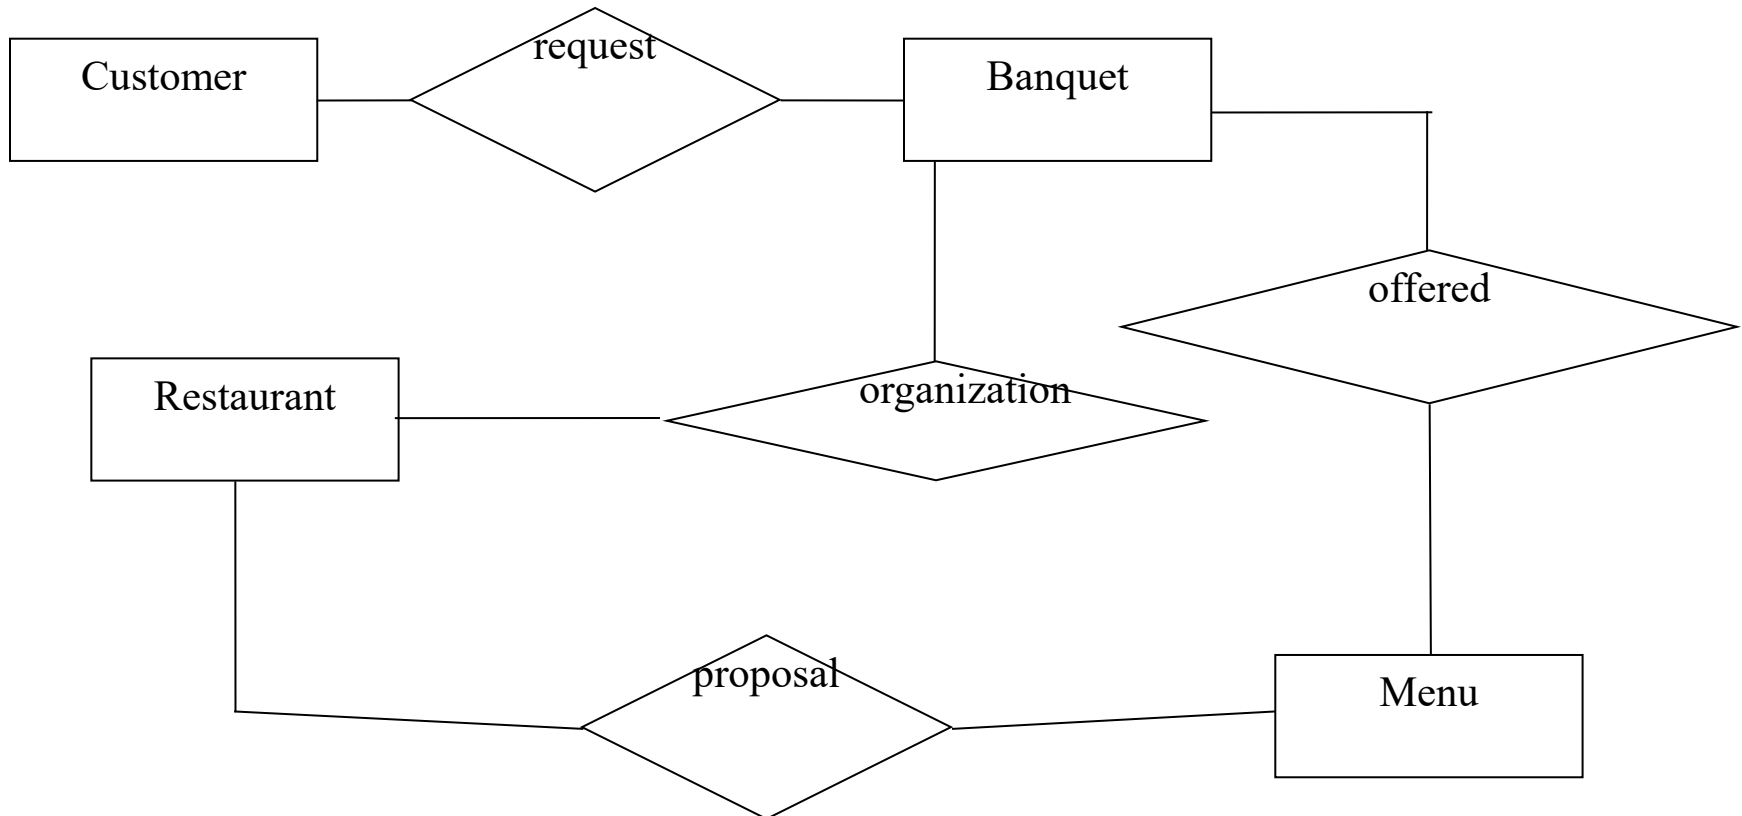 request
Customer
Banquet
offered
organization
Restaurant
proposal
Menu